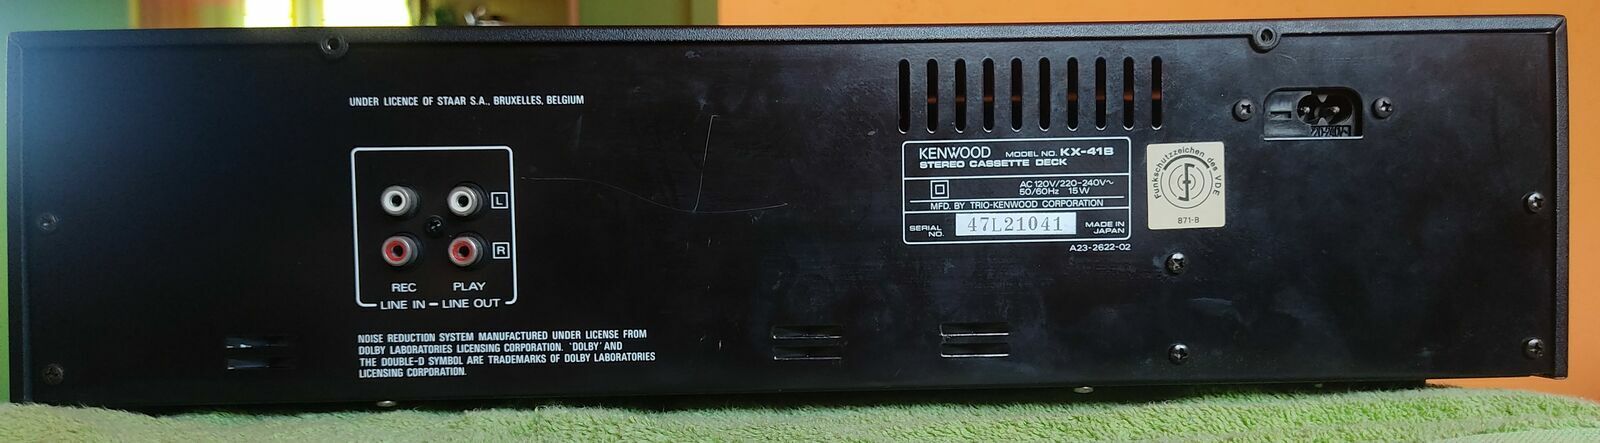 UNDER LICENCE OF STAAR S.A., BRUXELLES, BELGIUM
L
R
REC PLAY
LINE IN LINE OUT
NOISE REDUCTION SYSTEM MANUFACTURED UNDER LICENSE FROM
DOLBY LABORATORIES LICENSING CORPORATION. 'DOLBY' AND
THE DOUBLE-D SYMBOL ARE TRADEMARKS OF DOLBY LABORATORIES
LICENSING CORPORATION.
KENWOOD MODEL NO. KX-41B
STEREO CASSETTE DECK
AC 120V/220-240V~
50/60Hz 15W
MFD. BY TRIO-KENWOOD CORPORATION
SERIAL NO. 47L21041 MADE IN JAPAN
A23-2622-02
Funkschutzzeichen des VDE
871-B